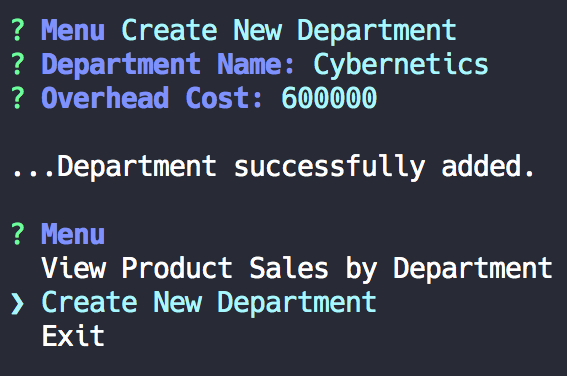 ? Menu Create New Department
? Department Name: Cybernetics
? Overhead Cost: 600000
...Department successfully added.
? Menu
View Product Sales by Department
❯ Create New Department
Exit